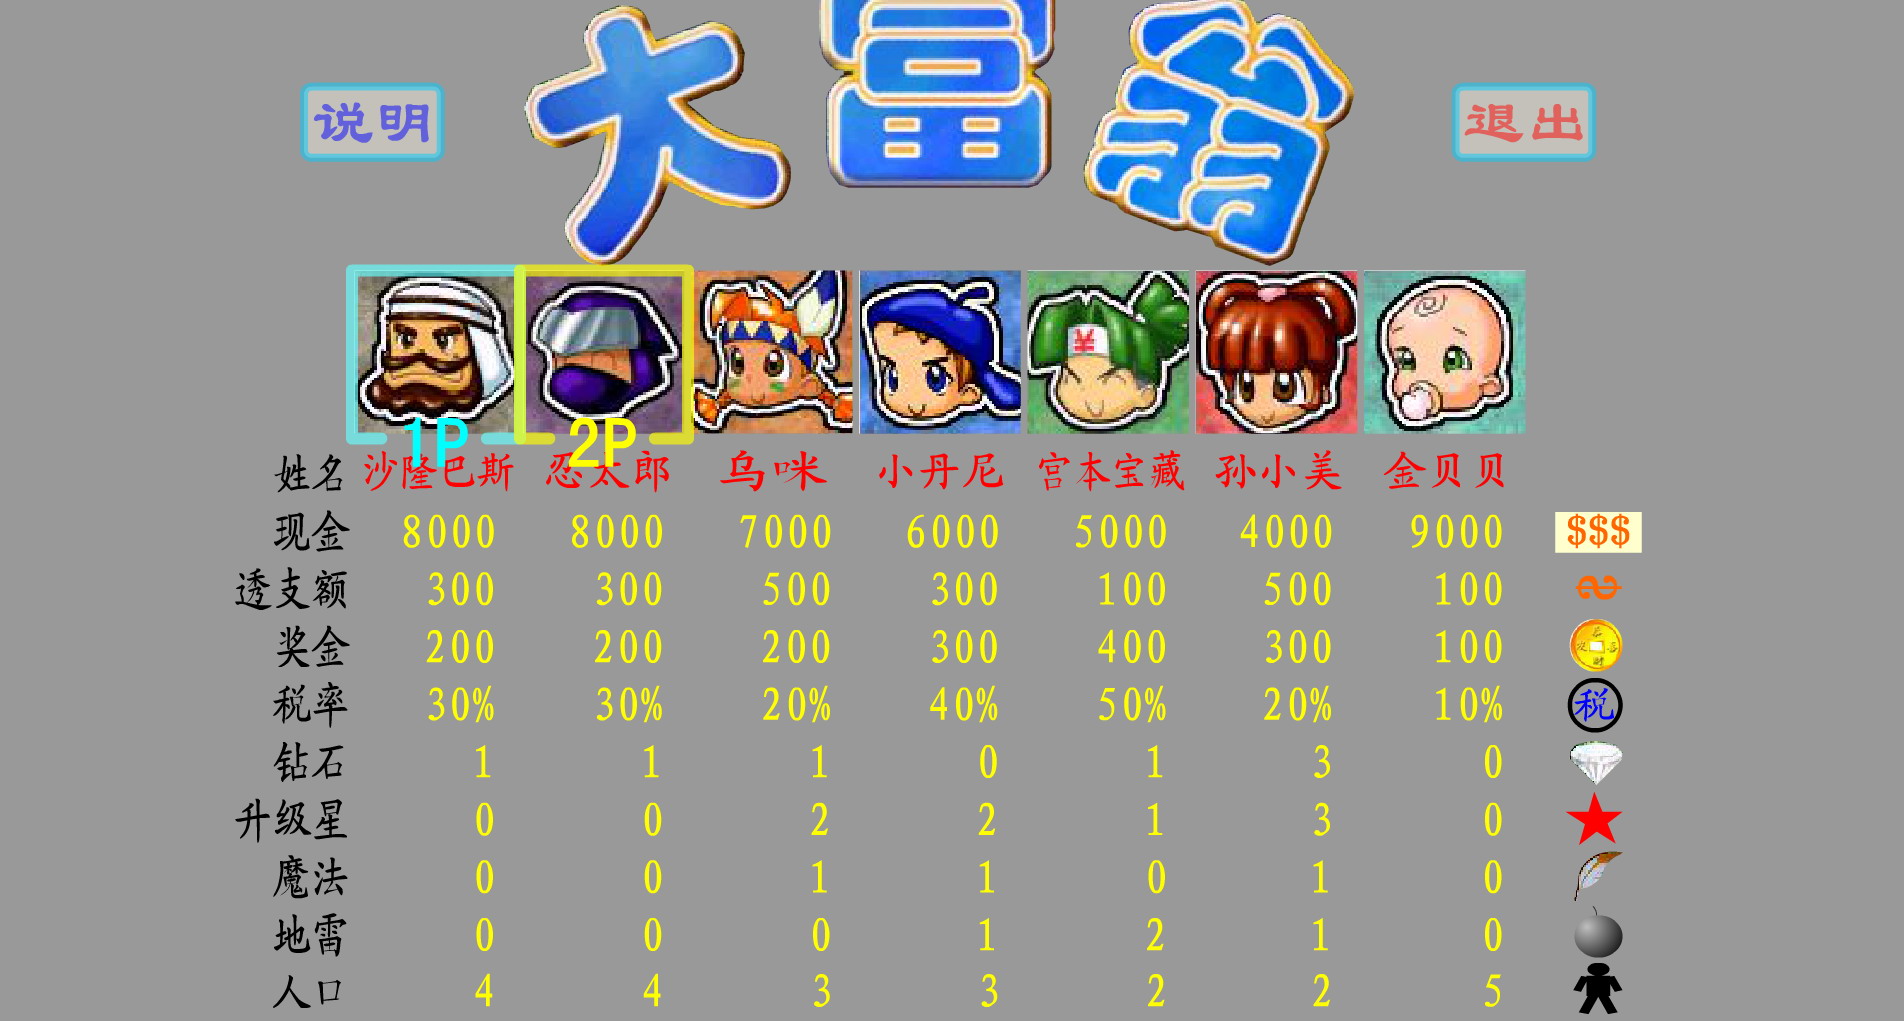 大富翁
说明
退出
¥
1P
2P
姓名 沙隆巴斯 忍太郎 乌咪 小丹尼 宫本宝藏 孙小美 金贝贝
现金 8000 8000 7000 6000 5000 4000 9000 $$$
透支额 300 300 500 300 100 500 100
奖金 200 200 200 300 400 300 100
税率 30% 30% 20% 40% 50% 20% 10% 税
钻石 1 1 1 0 1 3 0
升级星 0 0 2 2 1 3 0
魔法 0 0 1 1 0 1 0
地雷 0 0 0 1 2 1 0
人口 4 4 3 3 2 2 5